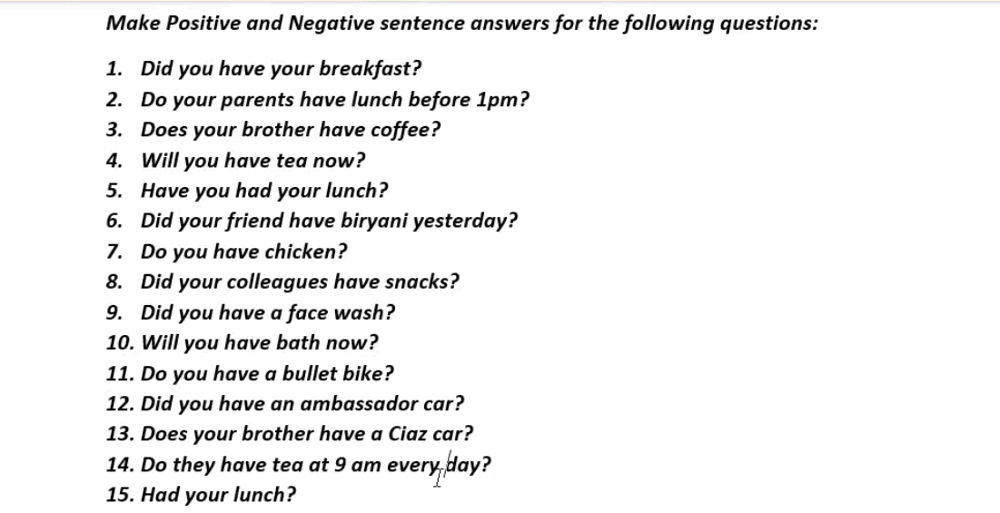 Make Positive and Negative sentence answers for the following questions:
1. Did you have your breakfast?
2. Do your parents have lunch before 1pm?
3. Does your brother have coffee?
4. Will you have tea now?
5. Have you had your lunch?
6. Did your friend have biryani yesterday?
7. Do you have chicken?
8. Did your colleagues have snacks?
9. Did you have a face wash?
10. Will you have bath now?
11. Do you have a bullet bike?
12. Did you have an ambassador car?
13. Does your brother have a Ciaz car?
14. Do they have tea at 9 am every day?
15. Had your lunch?